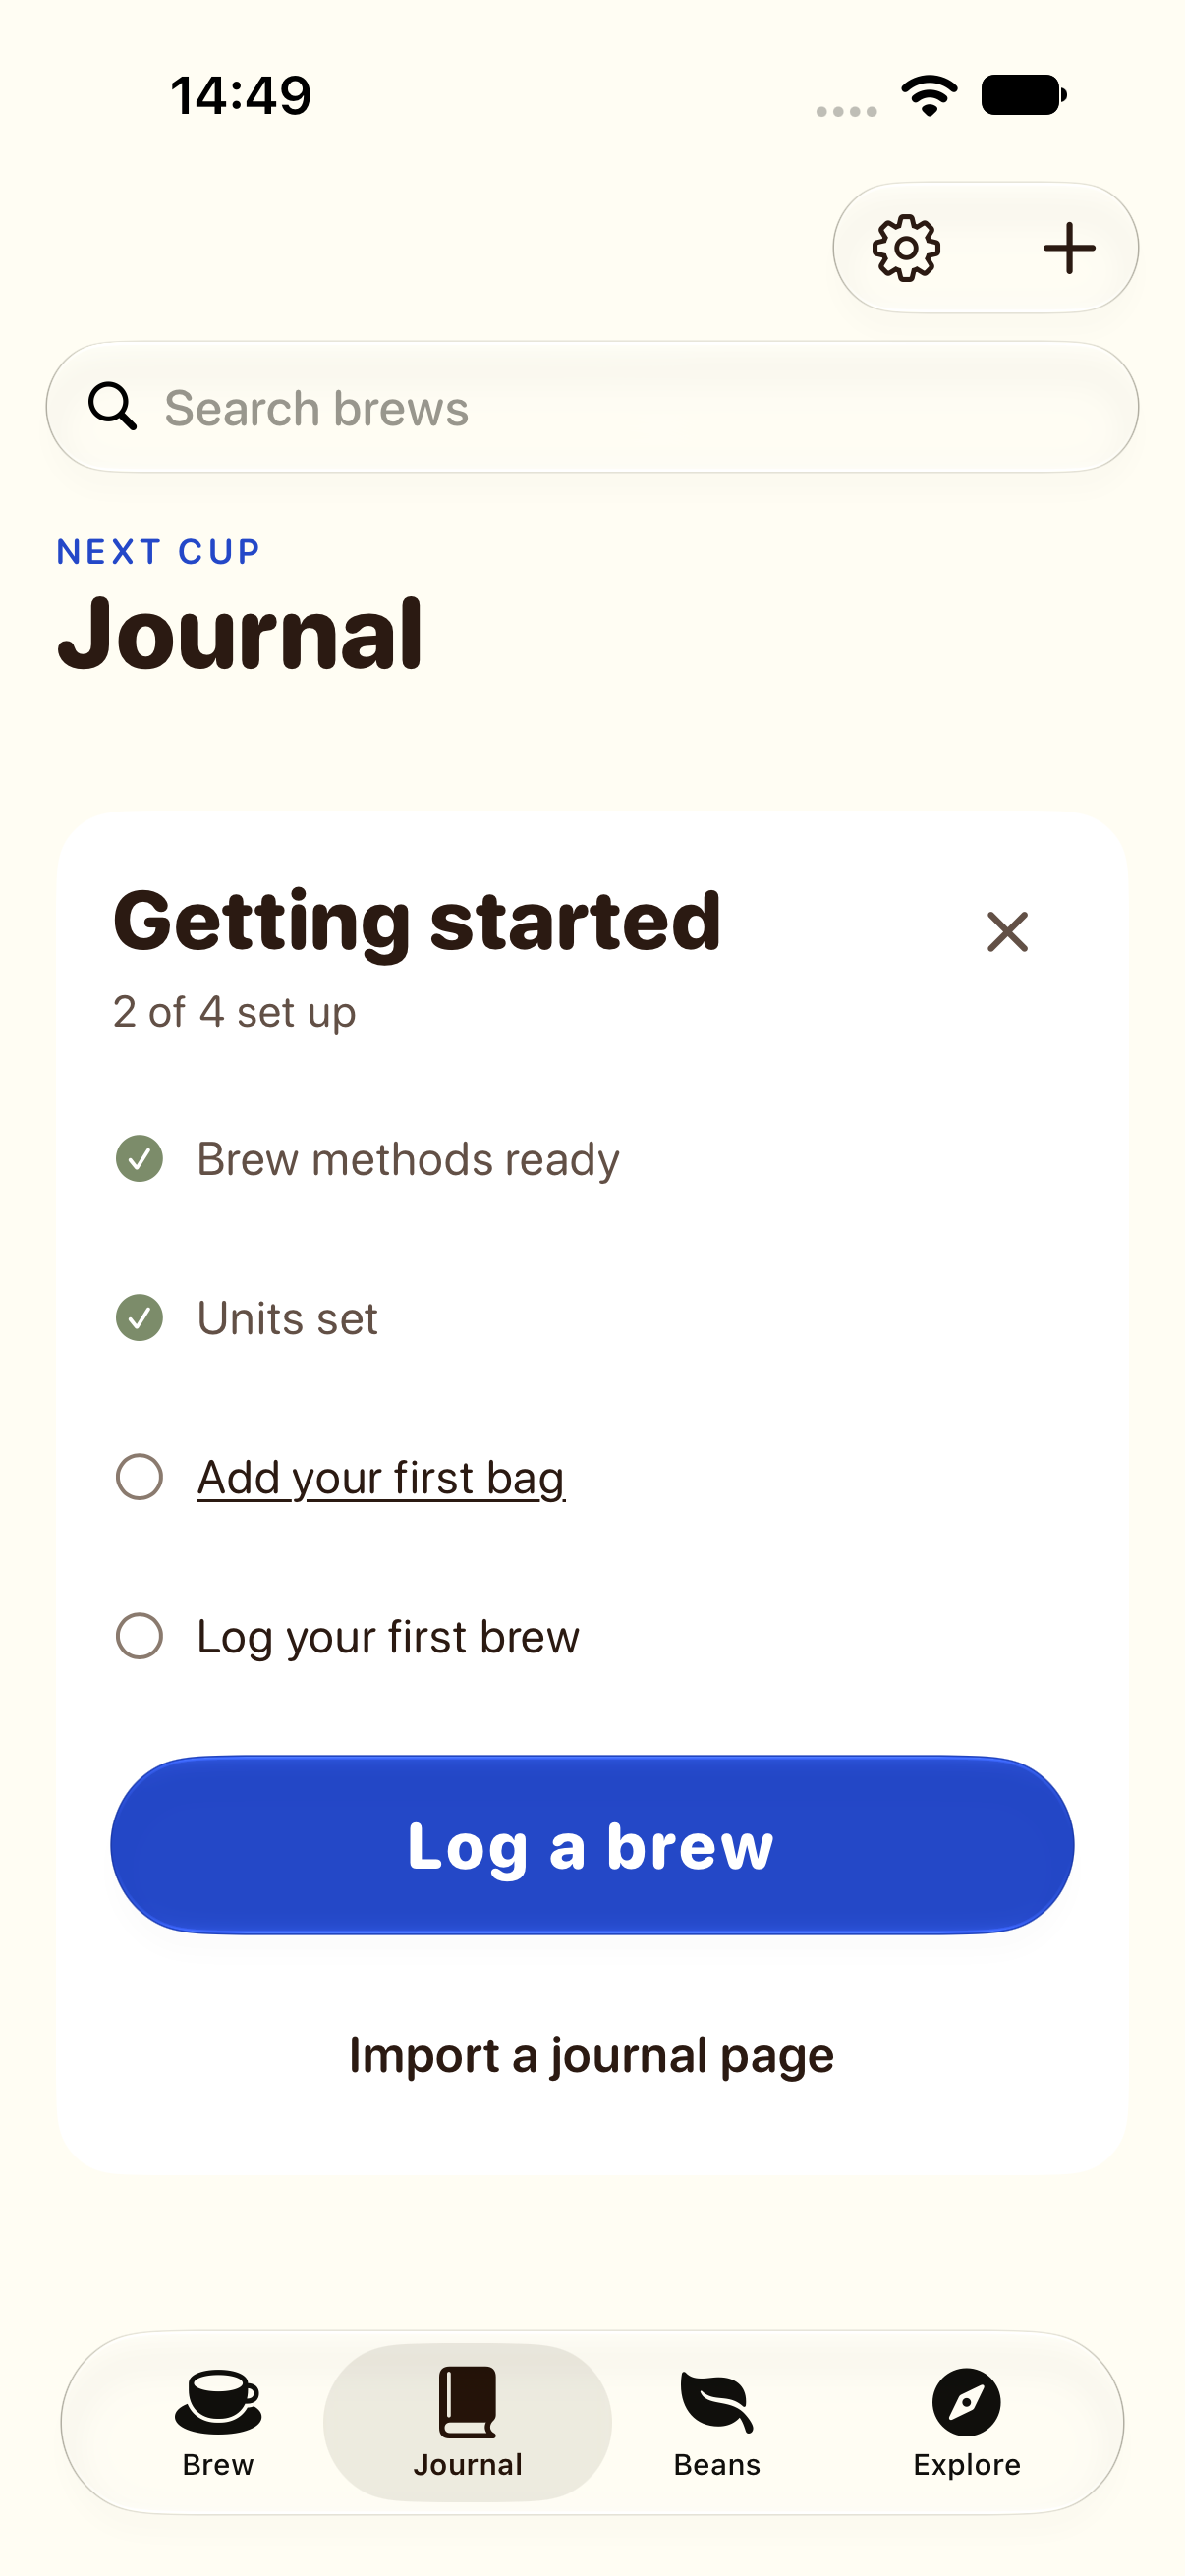 14:49
Search brews
NEXT CUP
Journal
Getting started
2 of 4 set up
Brew methods ready
Units set
Add your first bag
Log your first brew
Log a brew
Import a journal page
Brew
Journal
Beans
Explore